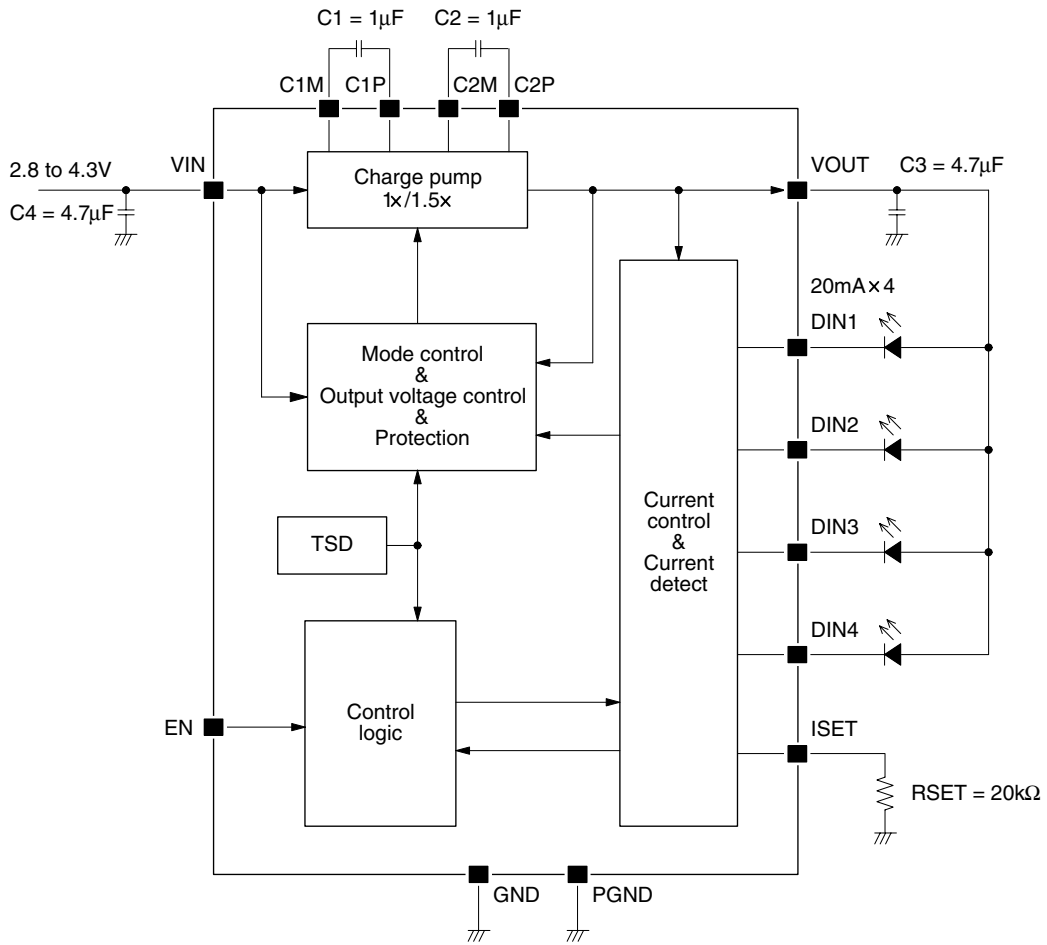 C1 = 1μF
C2 = 1μF
C1M
C1P
C2M
C2P
2.8 to 4.3V
VIN
C4 = 4.7μF
Charge pump
1×/1.5×
VOUT
C3 = 4.7μF
20mA×4
DIN1
Mode control
&
Output voltage control
&
Protection
DIN2
TSD
Current
control
&
Current
detect
DIN3
DIN4
EN
Control
logic
ISET
RSET = 20kΩ
GND
PGND